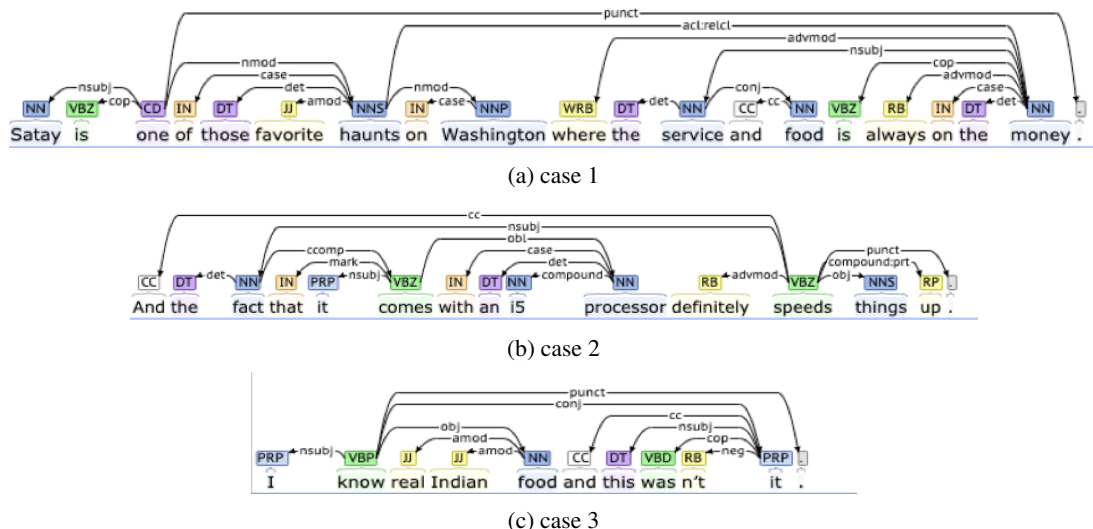 punct
acl:relcl
advmod
nmod nsubj
case cop
nsubj det nmod conj advmod case
cop amod case det cc det
NN VBZ CD IN DT JJ NNS IN NNP WRB DT NN CC NN VBZ RB IN DT NN .
Satay is one of those favorite haunts on Washington where the service and food is always on the money .
(a) case 1
cc
nsubj
obl
ccomp case punct
mark det compound:prt
det nsubj compound advmod obj
CC DT NN IN PRP VBZ IN DT NN NN RB VBZ NNS RP .
And the fact that it comes with an i5 processor definitely speeds things up .
(b) case 2
punct
conj
cc
obj nsubj
amod cop
nsubj amod neg
PRP VBP JJ JJ NN CC DT VBD RB PRP .
I know real Indian food and this was n't it .
(c) case 3